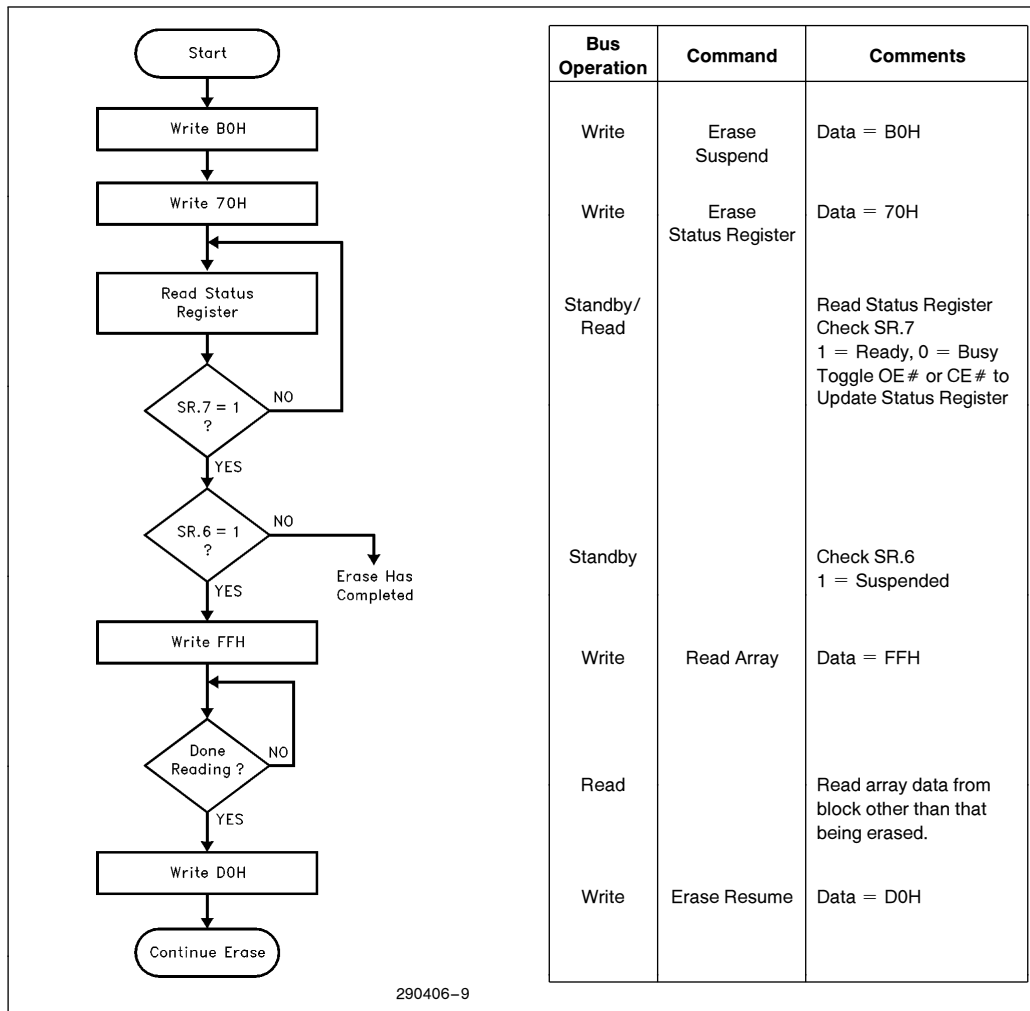 Start
Write B0H
Write 70H
Read Status
Register
SR.7 = 1
?
NO
YES
SR.6 = 1
?
NO
Erase Has
Completed
YES
Write FFH
Done
Reading ?
NO
YES
Write D0H
Continue Erase
290406–9
Bus
Operation
Command
Comments
Write
Erase
Suspend
Data = B0H
Write
Erase
Status Register
Data = 70H
Standby/
Read
Read Status Register
Check SR.7
1 = Ready, 0 = Busy
Toggle OE# or CE# to
Update Status Register
Standby
Check SR.6
1 = Suspended
Write
Read Array
Data = FFH
Read
Read array data from
block other than that
being erased.
Write
Erase Resume
Data = D0H